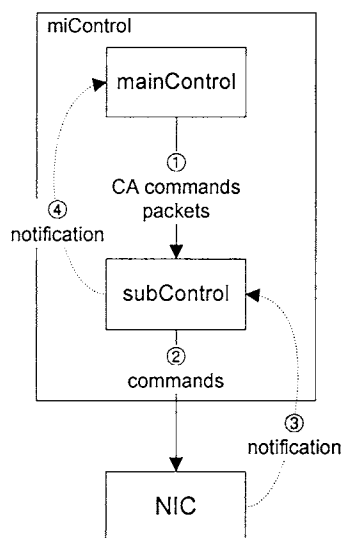 miControl
mainControl
①
CA commands
packets
④
notification
subControl
②
commands
③
notification
NIC